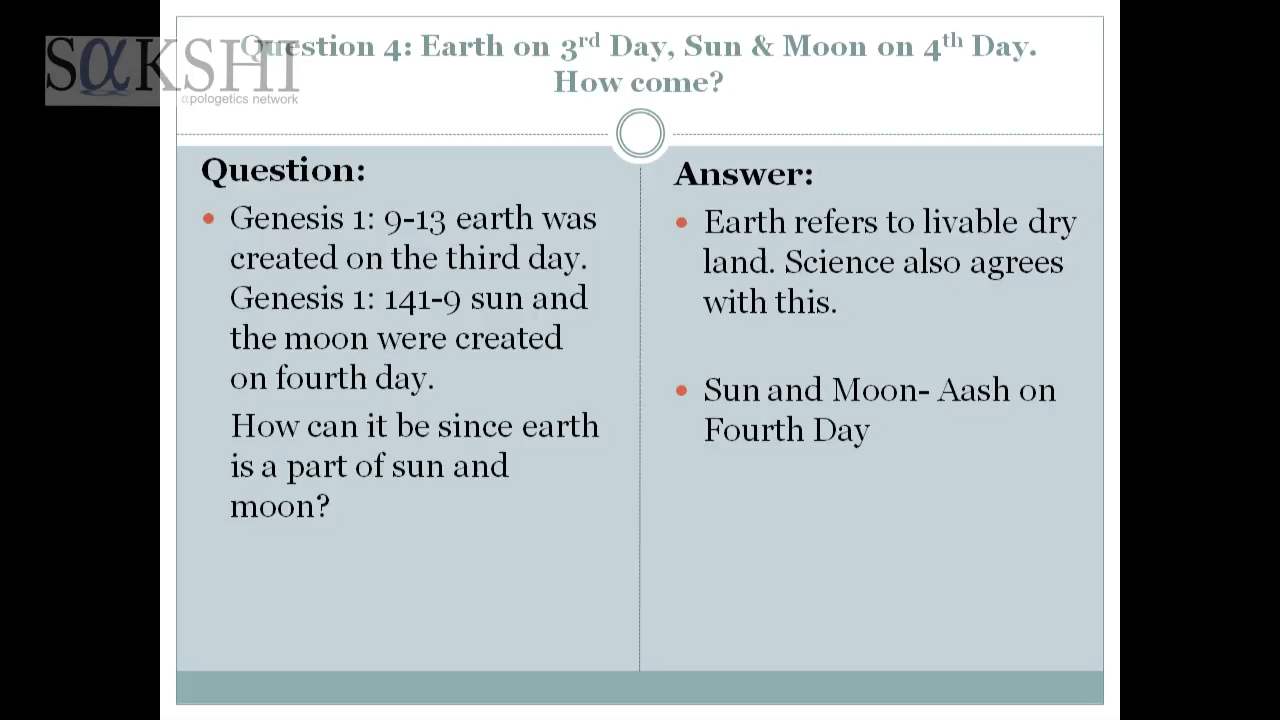 SαKSHI
αpologetics network
Question 4: Earth on 3rd Day, Sun & Moon on 4th Day.
How come?
Question:
• Genesis 1: 9-13 earth was
created on the third day.
Genesis 1: 141-9 sun and
the moon were created
on fourth day.
How can it be since earth
is a part of sun and
moon?
Answer:
• Earth refers to livable dry
land. Science also agrees
with this.
• Sun and Moon- Aash on
Fourth Day